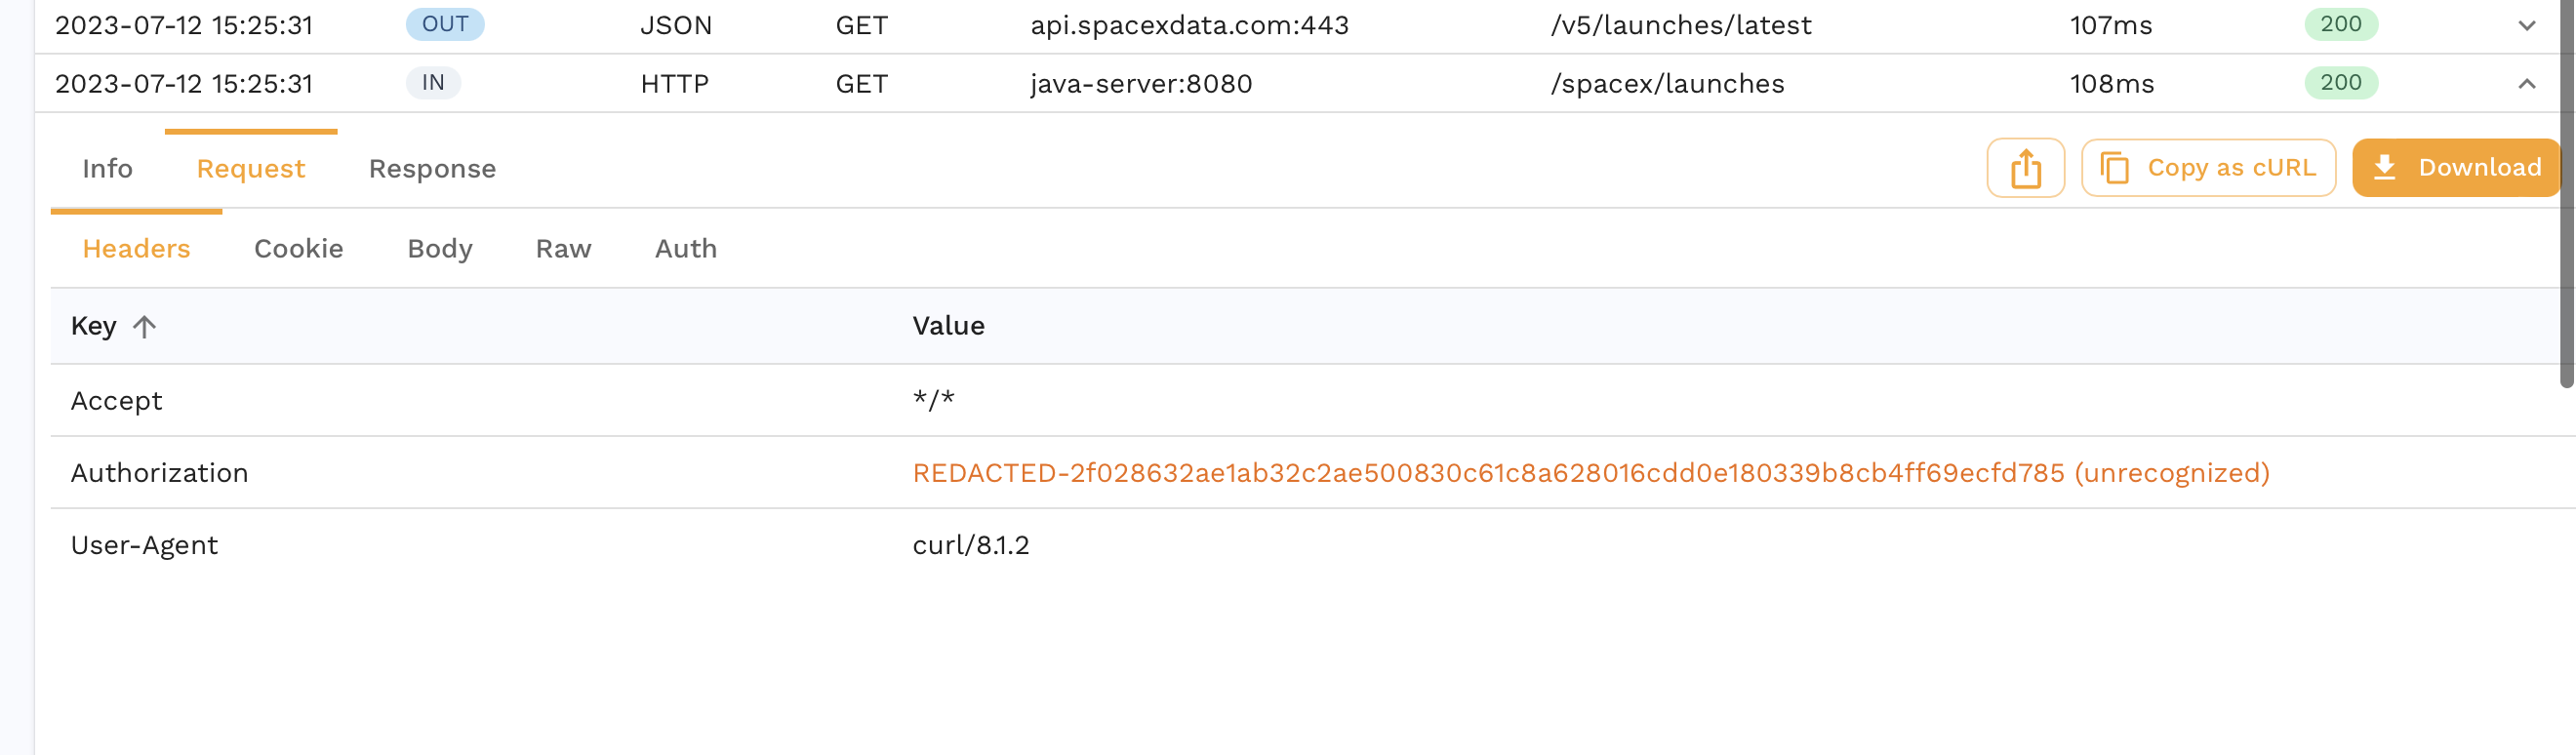 2023-07-12 15:25:31 OUT JSON GET api.spacexdata.com:443 /v5/launches/latest 107ms 200
2023-07-12 15:25:31 IN HTTP GET java-server:8080 /spacex/launches 108ms 200
Info Request Response Copy as cURL Download
Headers Cookie Body Raw Auth
Key Value
Accept */*
Authorization REDACTED-2f028632ae1ab32c2ae500830c61c8a628016cdd0e180339b8cb4ff69ecfd785 (unrecognized)
User-Agent curl/8.1.2